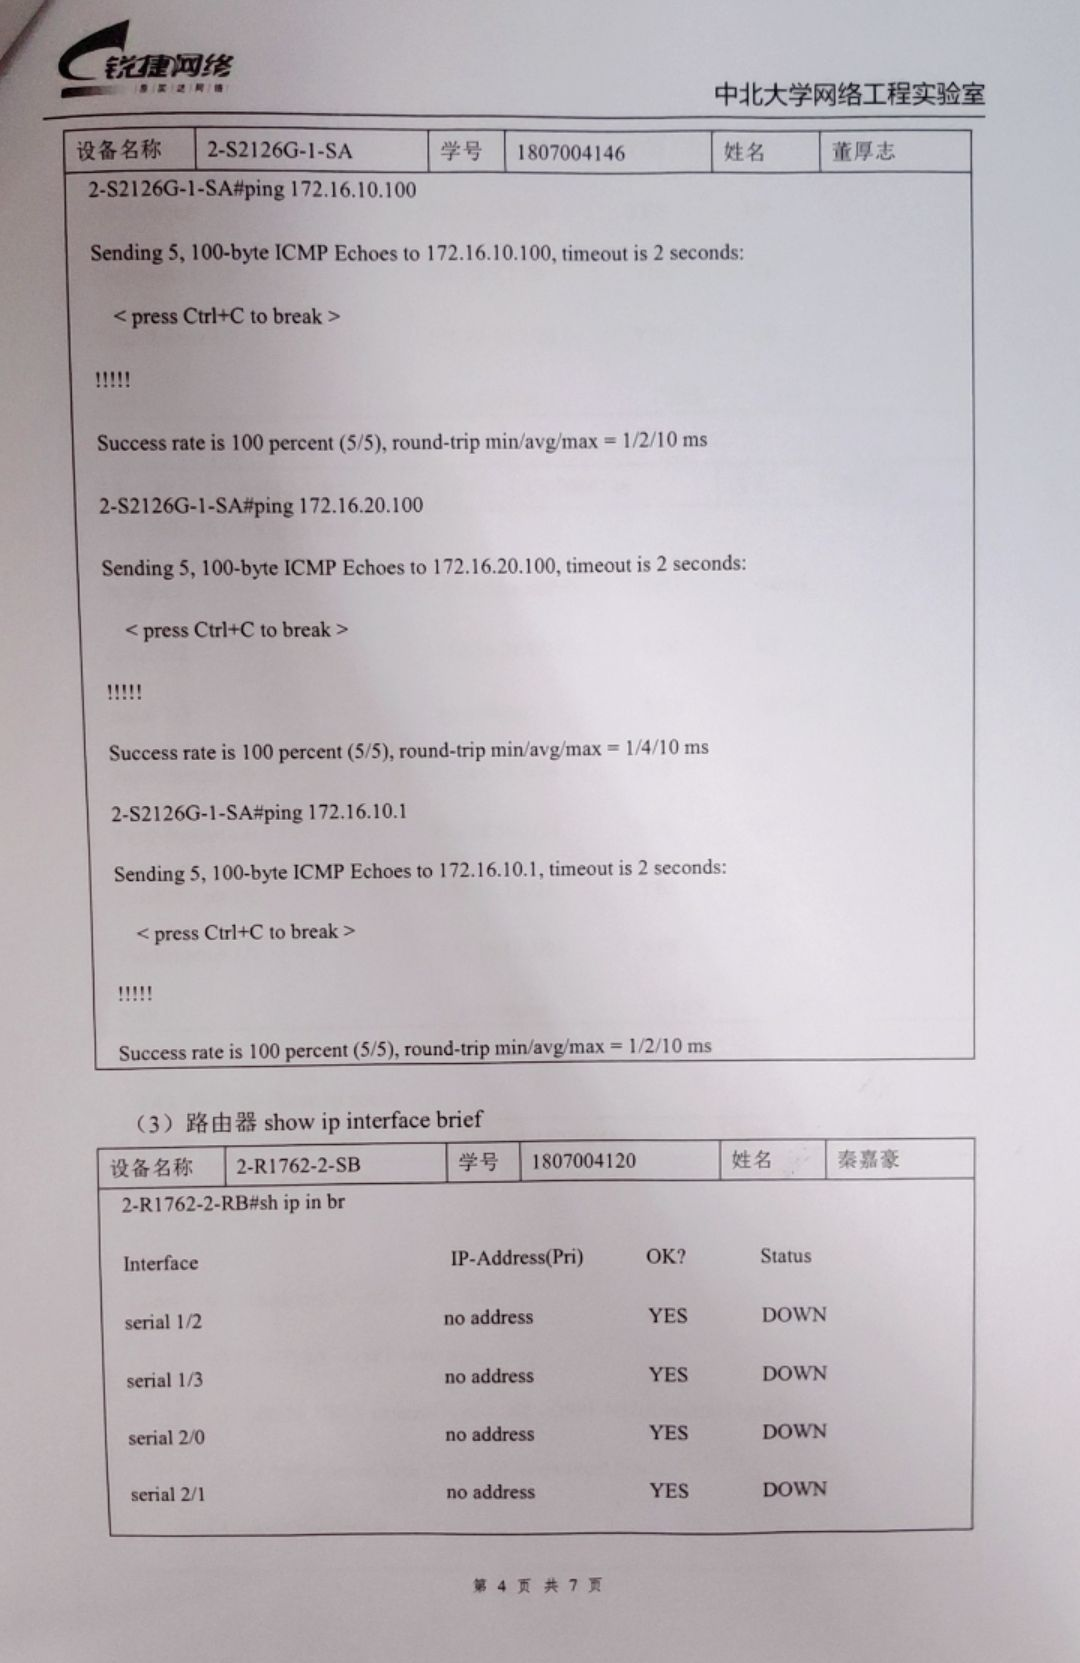 锐捷网络
中北大学网络工程实验室
设备名称 2-S2126G-1-SA 学号 1807004146 姓名 董厚志
2-S2126G-1-SA#ping 172.16.10.100
Sending 5, 100-byte ICMP Echoes to 172.16.10.100, timeout is 2 seconds:
< press Ctrl+C to break >
!!!!!
Success rate is 100 percent (5/5), round-trip min/avg/max = 1/2/10 ms
2-S2126G-1-SA#ping 172.16.20.100
Sending 5, 100-byte ICMP Echoes to 172.16.20.100, timeout is 2 seconds:
< press Ctrl+C to break >
!!!!!
Success rate is 100 percent (5/5), round-trip min/avg/max = 1/4/10 ms
2-S2126G-1-SA#ping 172.16.10.1
Sending 5, 100-byte ICMP Echoes to 172.16.10.1, timeout is 2 seconds:
< press Ctrl+C to break >
!!!!!
Success rate is 100 percent (5/5), round-trip min/avg/max = 1/2/10 ms
（3）路由器 show ip interface brief
设备名称 2-R1762-2-SB 学号 1807004120 姓名 秦嘉豪
2-R1762-2-RB#sh ip in br
Interface IP-Address(Pri) OK? Status
serial 1/2 no address YES DOWN
serial 1/3 no address YES DOWN
serial 2/0 no address YES DOWN
serial 2/1 no address YES DOWN
第 4 页 共 7 页